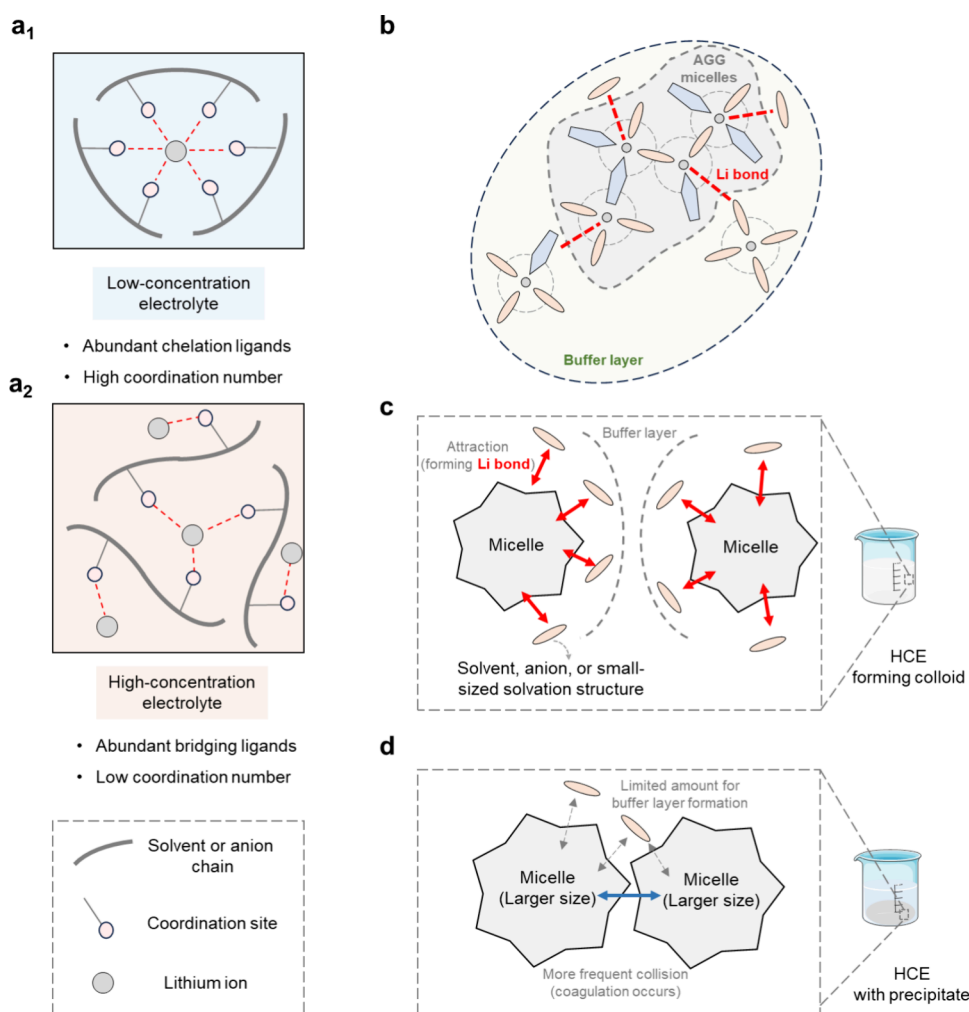 a1
Low-concentration
electrolyte
• Abundant chelation ligands
• High coordination number
a2
High-concentration
electrolyte
• Abundant bridging ligands
• Low coordination number
Solvent or anion
chain
Coordination site
Lithium ion
b
AGG
micelles
Li bond
Buffer layer
c
Attraction
(forming Li bond)
Buffer layer
Micelle
Micelle
Solvent, anion, or small-
sized solvation structure
HCE
forming colloid
d
Limited amount for
buffer layer formation
Micelle
(Larger size)
Micelle
(Larger size)
More frequent collision
(coagulation occurs)
HCE
with precipitate